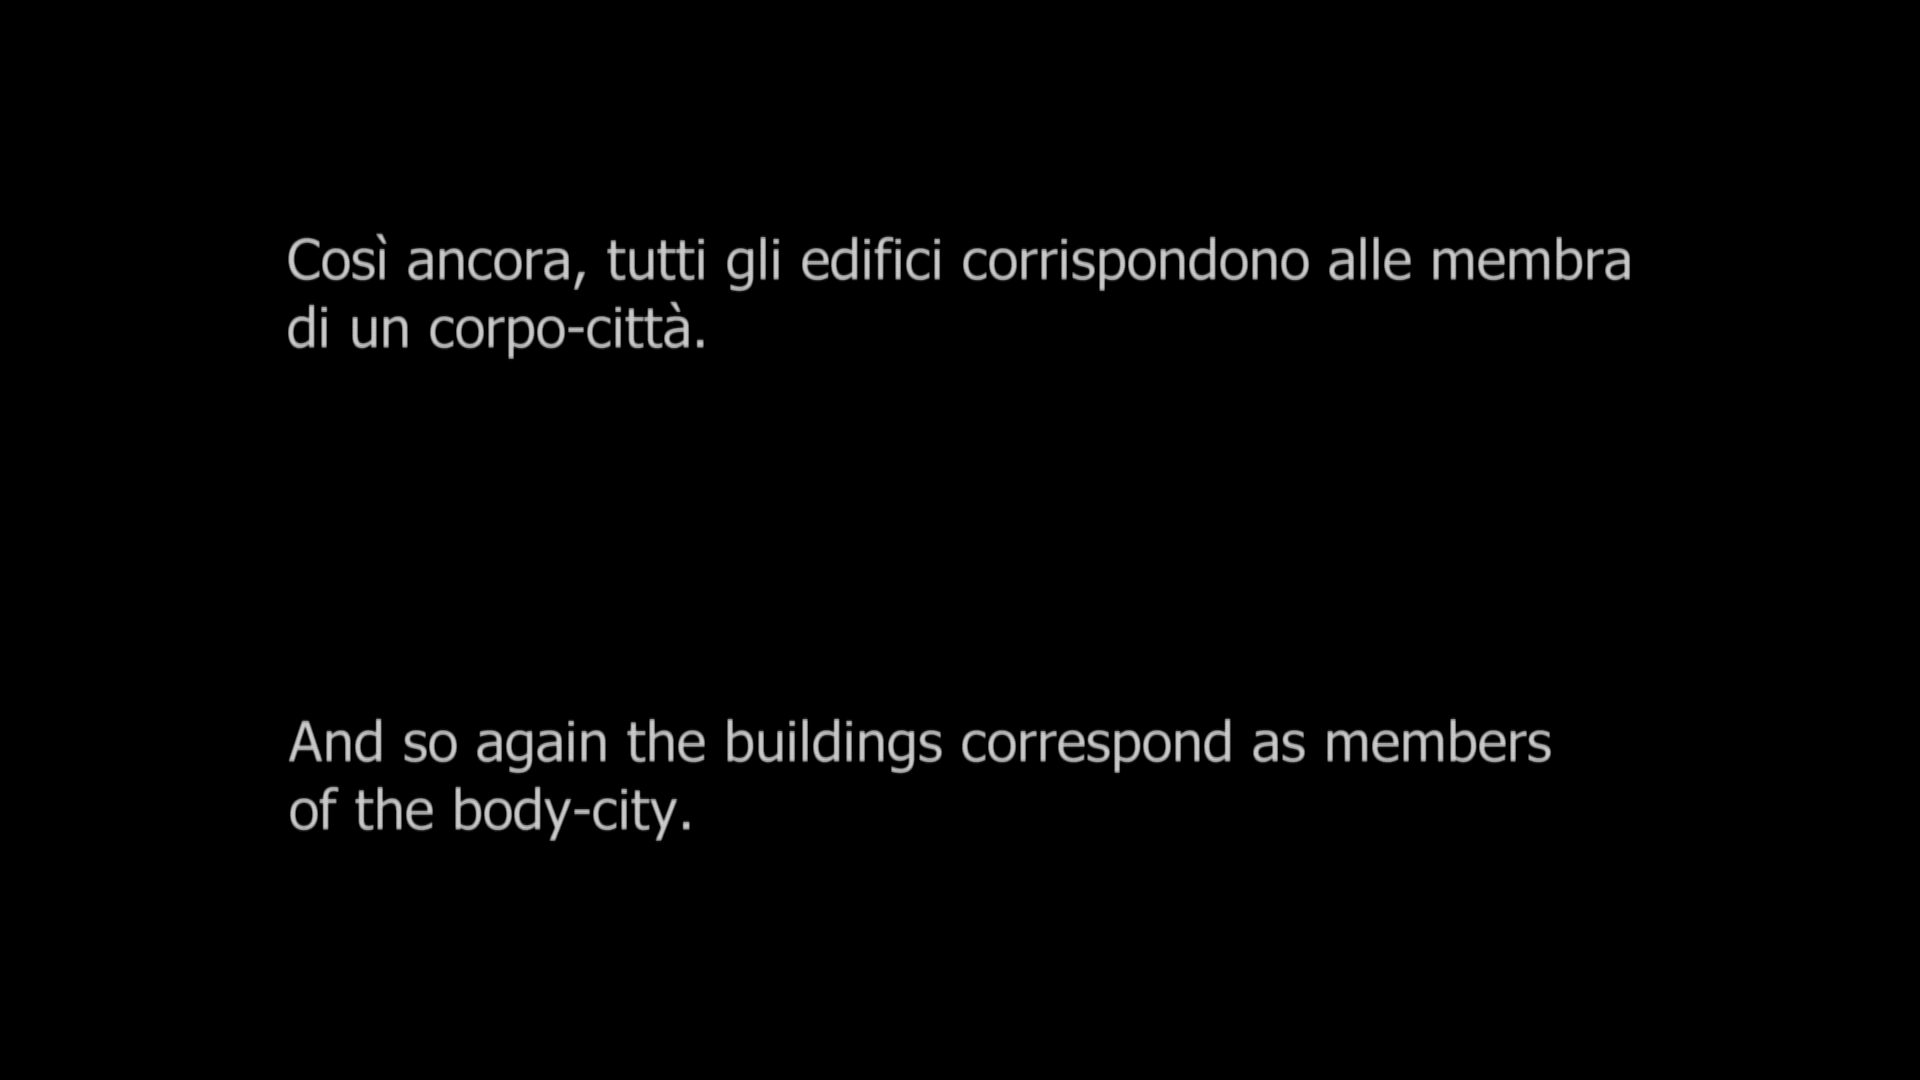 Così ancora, tutti gli edifici corrispondono alle membra
di un corpo-città.
And so again the buildings correspond as members
of the body-city.